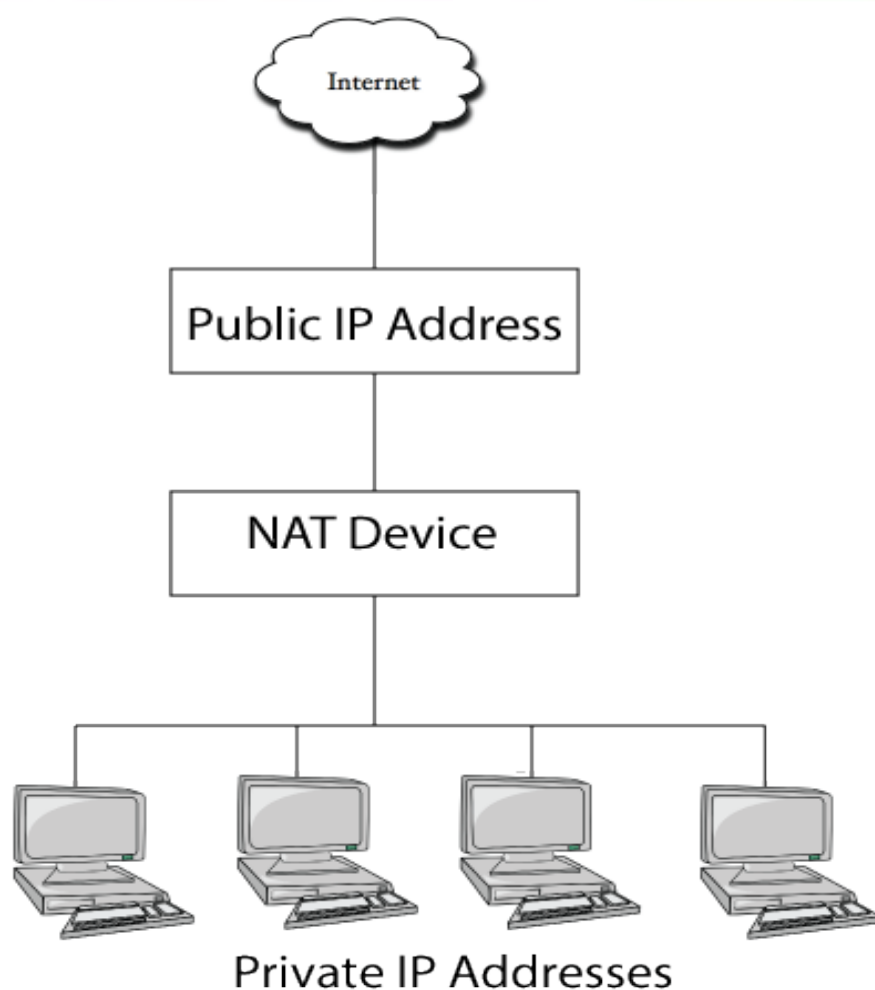 Internet
Public IP Address
NAT Device
Private IP Addresses